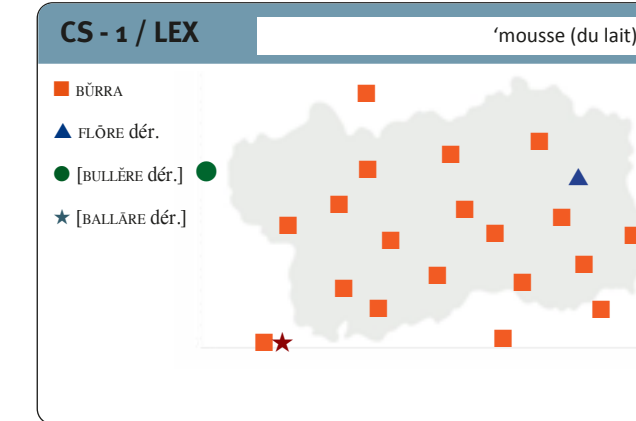 CS - 1 / LEX
‘mousse (du lait)
BŬRRA
FLŌRE dér.
[BULLĔRE dér.]
[BALLĀRE dér.]